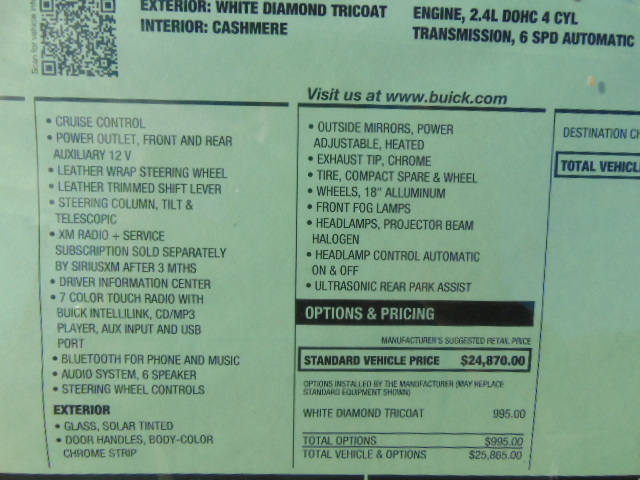 Scan for vehicle info
EXTERIOR: WHITE DIAMOND TRICOAT
INTERIOR: CASHMERE
ENGINE, 2.4L DOHC 4 CYL
TRANSMISSION, 6 SPD AUTOMATIC
Visit us at www.buick.com
• CRUISE CONTROL
• POWER OUTLET, FRONT AND REAR
AUXILIARY 12 V
• LEATHER WRAP STEERING WHEEL
• LEATHER TRIMMED SHIFT LEVER
• STEERING COLUMN, TILT &
TELESCOPIC
• XM RADIO + SERVICE
SUBSCRIPTION SOLD SEPARATELY
BY SIRIUSXM AFTER 3 MTHS
• DRIVER INFORMATION CENTER
• 7 COLOR TOUCH RADIO WITH
BUICK INTELLILINK, CD/MP3
PLAYER, AUX INPUT AND USB
PORT
• BLUETOOTH FOR PHONE AND MUSIC
• AUDIO SYSTEM, 6 SPEAKER
• STEERING WHEEL CONTROLS
EXTERIOR
• GLASS, SOLAR TINTED
• DOOR HANDLES, BODY-COLOR
CHROME STRIP
• OUTSIDE MIRRORS, POWER
ADJUSTABLE, HEATED
• EXHAUST TIP, CHROME
• TIRE, COMPACT SPARE & WHEEL
• WHEELS, 18" ALLUMINUM
• FRONT FOG LAMPS
• HEADLAMPS, PROJECTOR BEAM
HALOGEN
• HEADLAMP CONTROL AUTOMATIC
ON & OFF
• ULTRASONIC REAR PARK ASSIST
OPTIONS & PRICING
MANUFACTURER'S SUGGESTED RETAIL PRICE
STANDARD VEHICLE PRICE $24,870.00
OPTIONS INSTALLED BY THE MANUFACTURER (MAY REPLACE
STANDARD EQUIPMENT SHOWN)
WHITE DIAMOND TRICOAT 995.00
TOTAL OPTIONS $995.00
TOTAL VEHICLE & OPTIONS $25,865.00
DESTINATION CH
TOTAL VEHICL